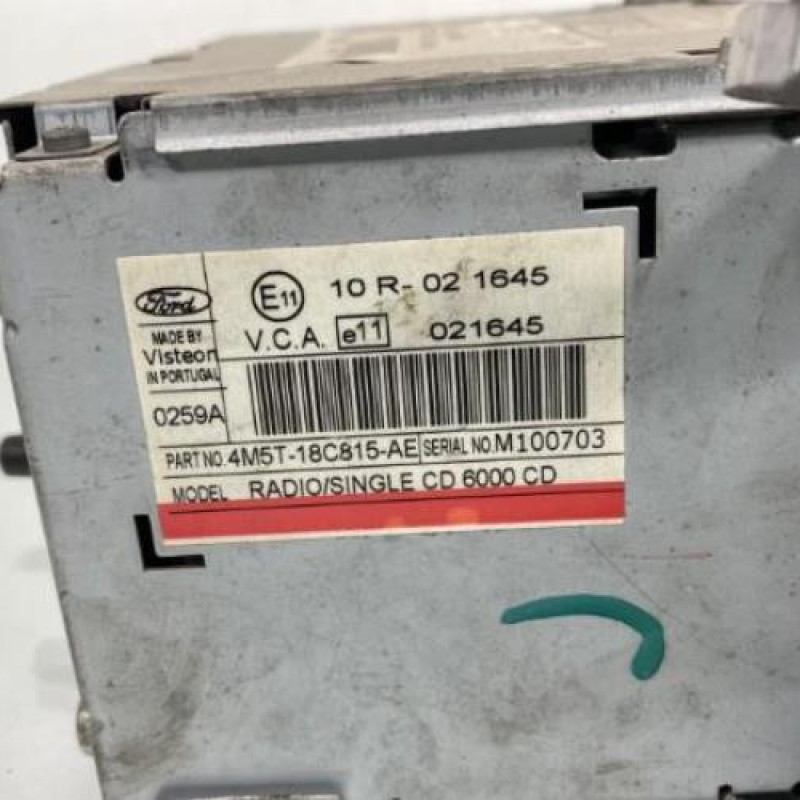 Ford
E11 10 R- 02 1645
MADE BY
Visteon
IN PORTUGAL
V.C.A. e11 021645
0259A
PART NO. 4M5T-18C815-AE SERIAL NO. M100703
MODEL RADIO/SINGLE CD 6000 CD